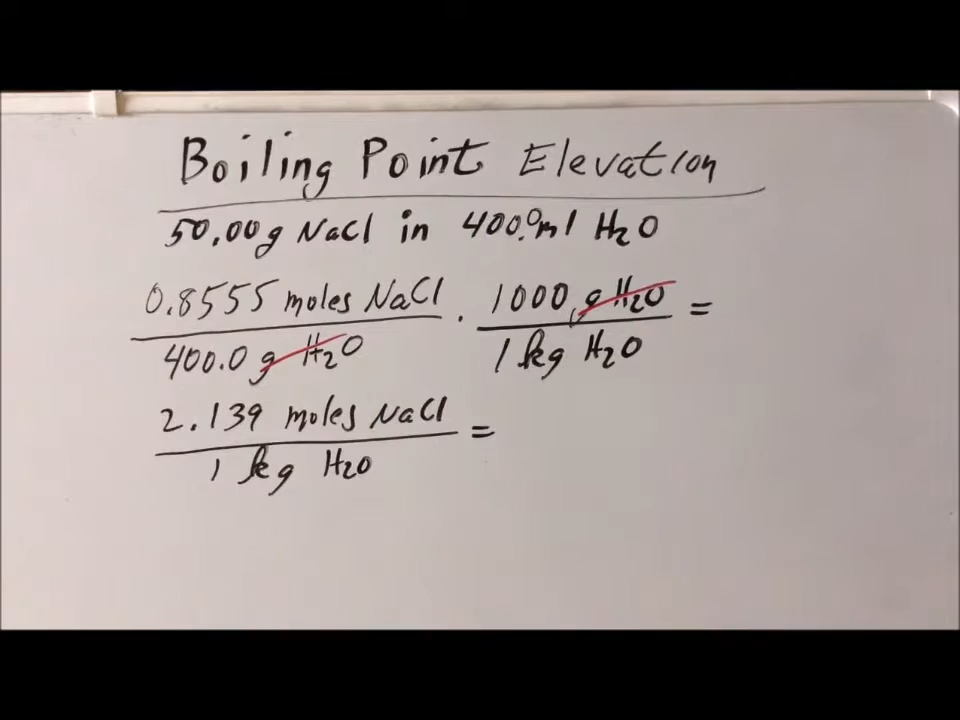 Boiling Point Elevation
50.00g NaCl in 400.0ml H2O
0.8555 moles NaCl / 400.0 g H2O · 1000 g H2O / 1 kg H2O =
2.139 moles NaCl / 1 kg H2O =